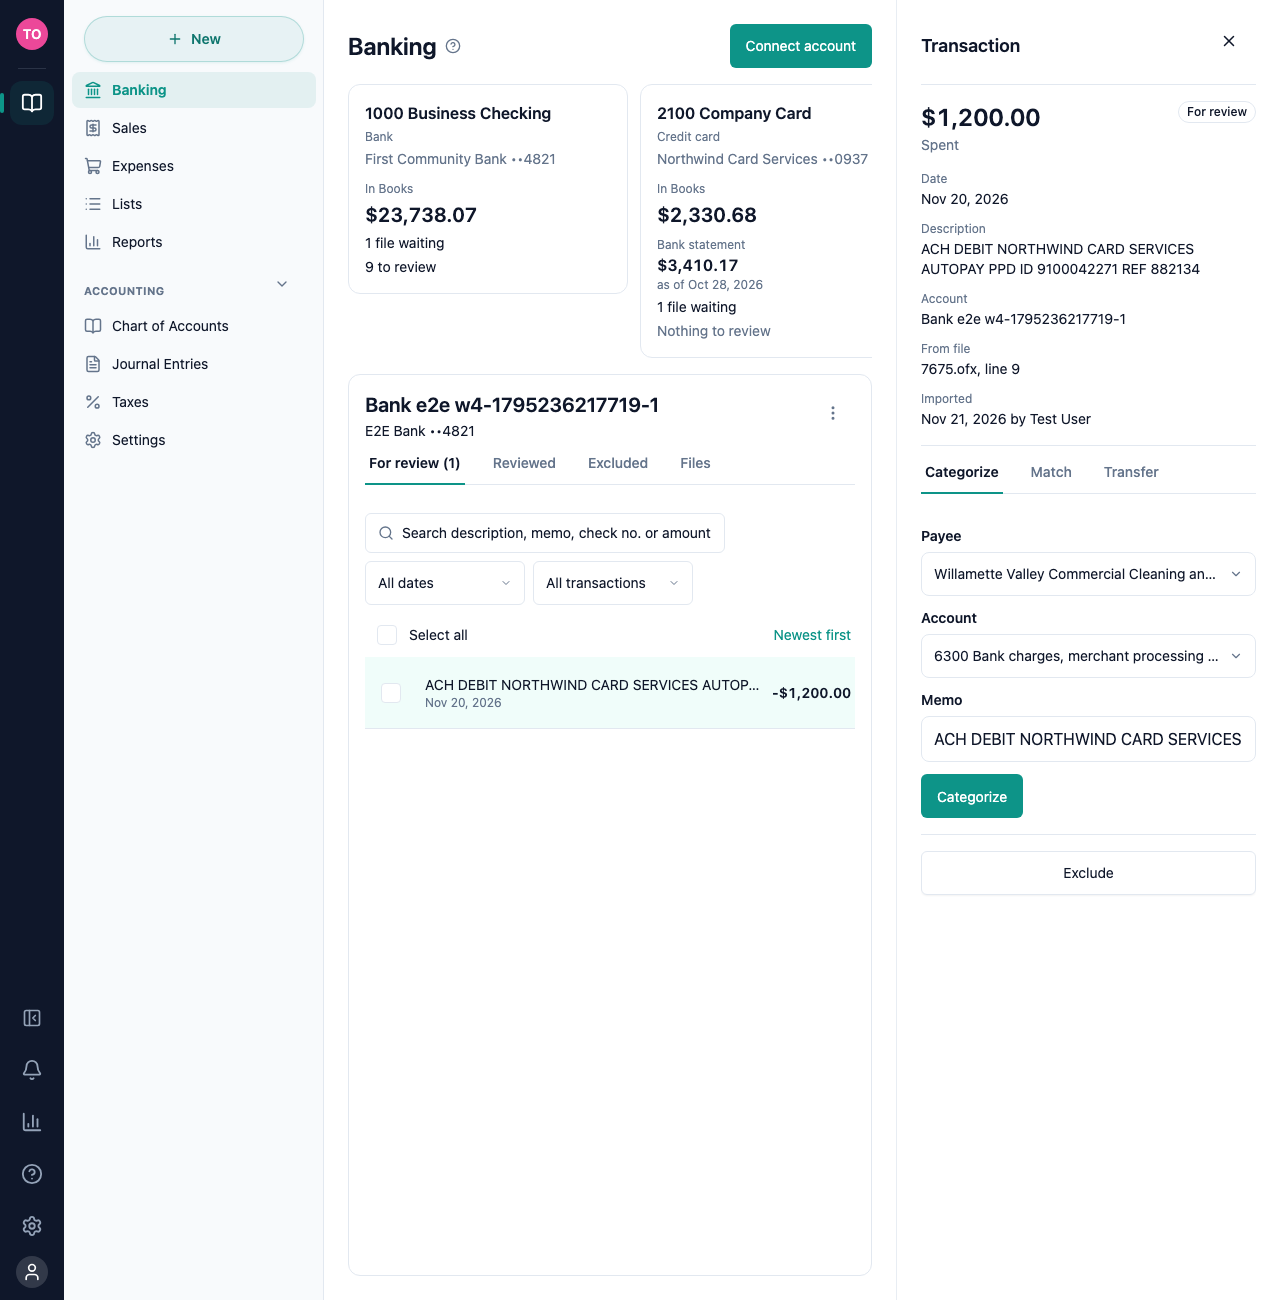 TO
New
Banking
Sales
Expenses
Lists
Reports
ACCOUNTING
Chart of Accounts
Journal Entries
Taxes
Settings
Banking
Connect account
1000 Business Checking
Bank
First Community Bank ••4821
In Books
$23,738.07
1 file waiting
9 to review
2100 Company Card
Credit card
Northwind Card Services ••0937
In Books
$2,330.68
Bank statement
$3,410.17
as of Oct 28, 2026
1 file waiting
Nothing to review
Bank e2e w4-1795236217719-1
E2E Bank ••4821
For review (1)
Reviewed
Excluded
Files
Search description, memo, check no. or amount
All dates
All transactions
Select all
Newest first
ACH DEBIT NORTHWIND CARD SERVICES AUTOP...
-$1,200.00
Nov 20, 2026
Transaction
$1,200.00
For review
Spent
Date
Nov 20, 2026
Description
ACH DEBIT NORTHWIND CARD SERVICES
AUTOPAY PPD ID 9100042271 REF 882134
Account
Bank e2e w4-1795236217719-1
From file
7675.ofx, line 9
Imported
Nov 21, 2026 by Test User
Categorize
Match
Transfer
Payee
Willamette Valley Commercial Cleaning an...
Account
6300 Bank charges, merchant processing ...
Memo
ACH DEBIT NORTHWIND CARD SERVICES
Categorize
Exclude